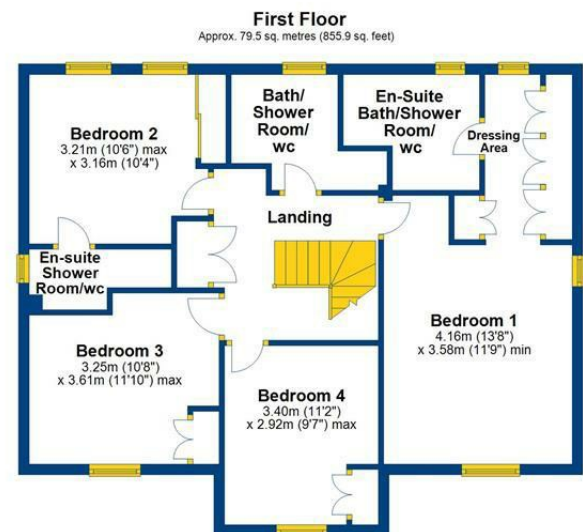 First Floor
Approx. 79.5 sq. metres (855.9 sq. feet)
Bedroom 2
3.21m (10'6") max
x 3.16m (10'4")
Bath/
Shower
Room/
wc
En-Suite
Bath/Shower
Room/
wc
Dressing
Area
Landing
En-suite
Shower
Room/wc
Bedroom 3
3.25m (10'8")
x 3.61m (11'10") max
Bedroom 4
3.40m (11'2")
x 2.92m (9'7") max
Bedroom 1
4.16m (13'8")
x 3.58m (11'9") min